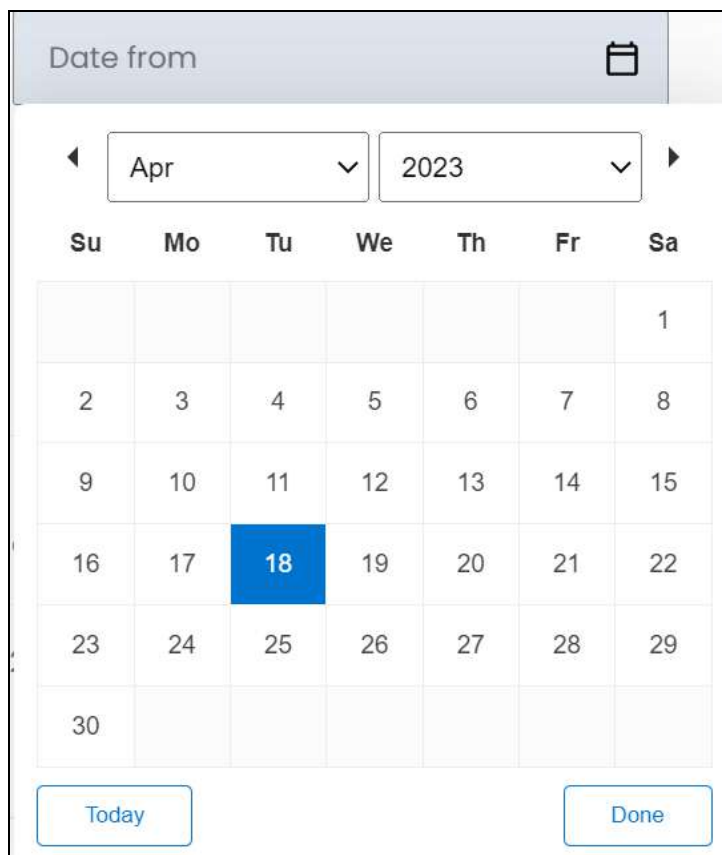 Date from
Apr 2023
Su Mo Tu We Th Fr Sa
1
2 3 4 5 6 7 8
9 10 11 12 13 14 15
16 17 18 19 20 21 22
23 24 25 26 27 28 29
30
Today Done